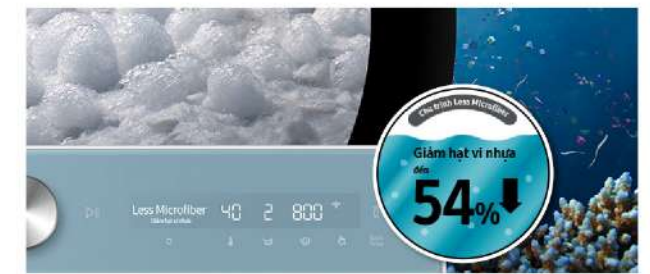 Chu trình Less Microfiber
Giảm hạt vi nhựa
đến
54%
Less Microfiber 40 2 800